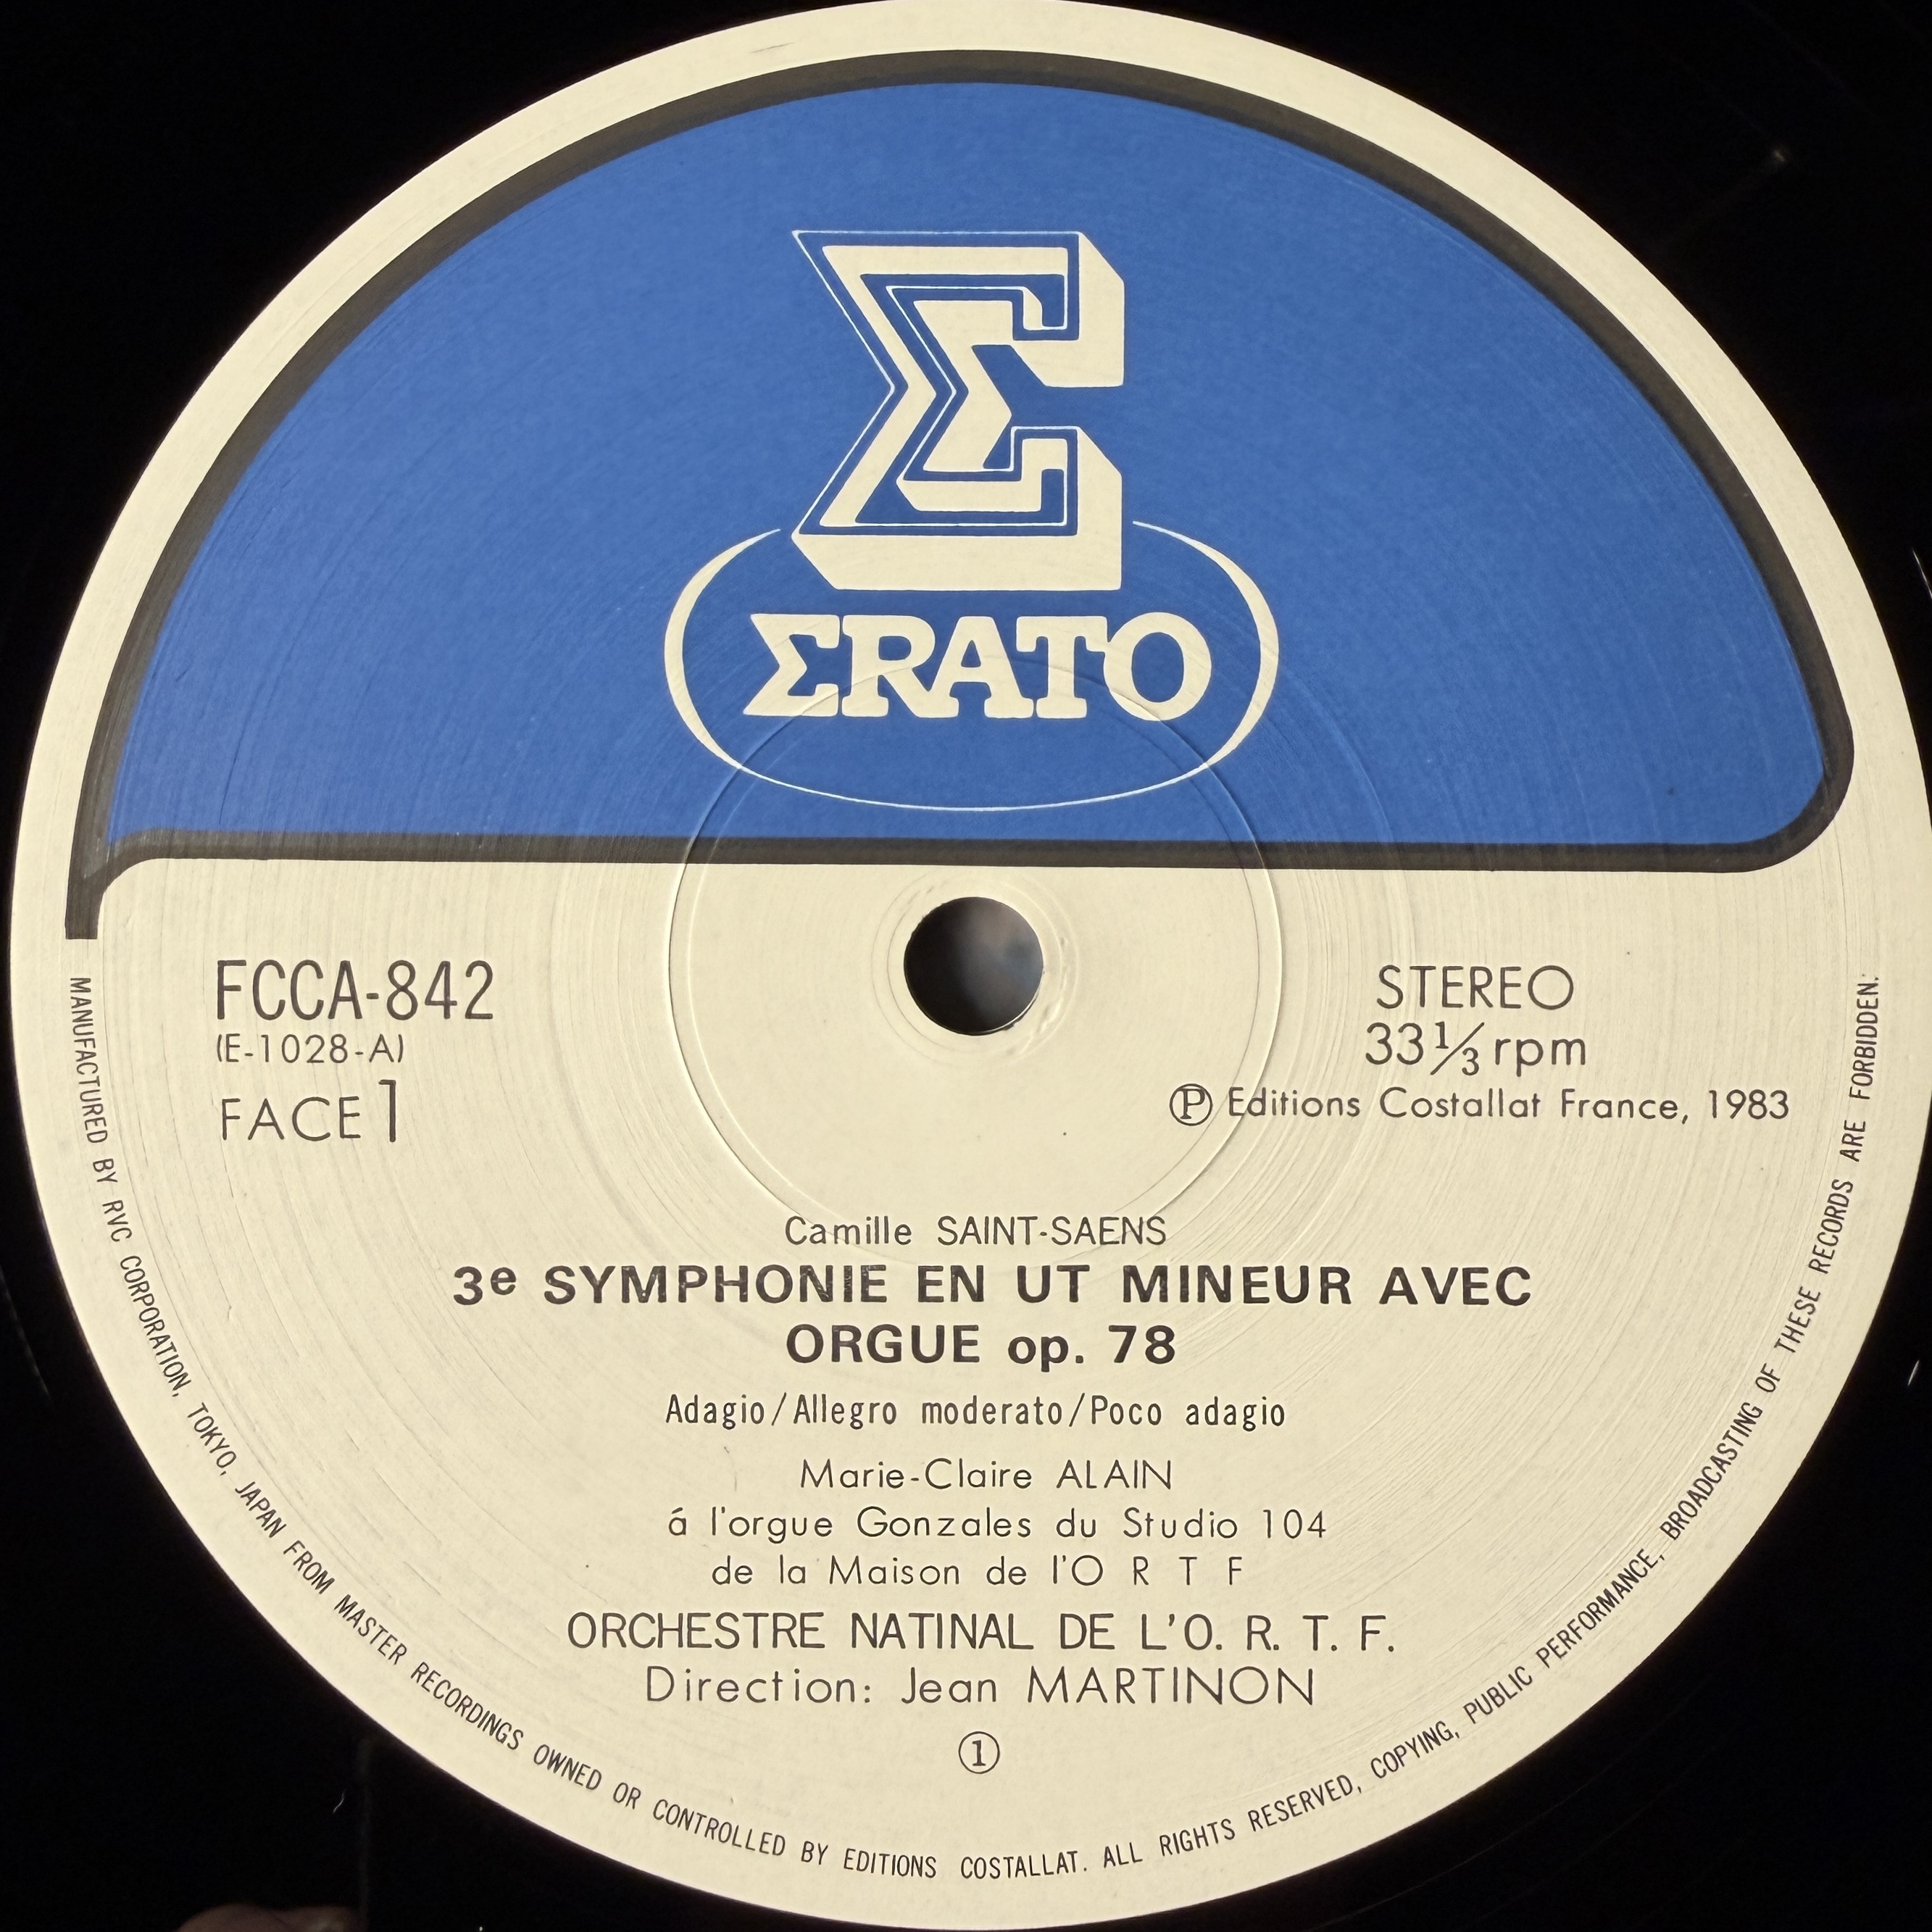 Σ
ΣRATO
FCCA-842
(E-1028-A)
FACE 1
STEREO
33⅓ rpm
Ⓟ Editions Costallat France, 1983
Camille SAINT-SAENS
3e SYMPHONIE EN UT MINEUR AVEC
ORGUE op. 78
Adagio/Allegro moderato/Poco adagio
Marie-Claire ALAIN
á l'orgue Gonzales du Studio 104
de la Maison de l'O R T F
ORCHESTRE NATINAL DE L'O. R. T. F.
Direction: Jean MARTINON
①
MANUFACTURED BY RVC CORPORATION, TOKYO, JAPAN FROM MASTER RECORDINGS OWNED OR CONTROLLED BY EDITIONS COSTALLAT. ALL RIGHTS RESERVED, COPYING, PUBLIC PERFORMANCE, BROADCASTING OF THESE RECORDS ARE FORBIDDEN.